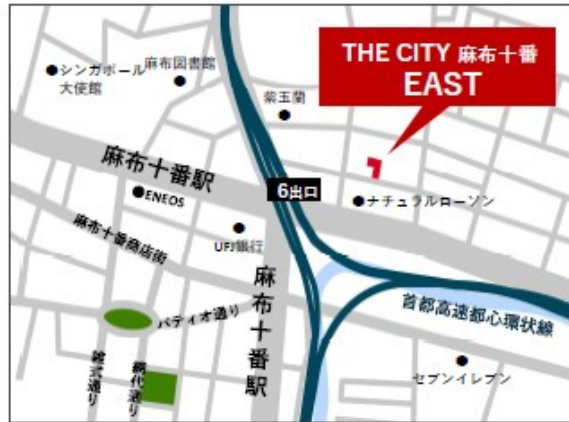 THE CITY 麻布十番
EAST
麻布図書館
シンガポール
大使館
紫玉蘭
麻布十番駅
6出口
ENEOS
ナチュラルローソン
麻布十番商店街
UFJ銀行
麻布十番駅
首都高速都心環状線
パティオ通り
雑式通り
網代通り
セブンイレブン